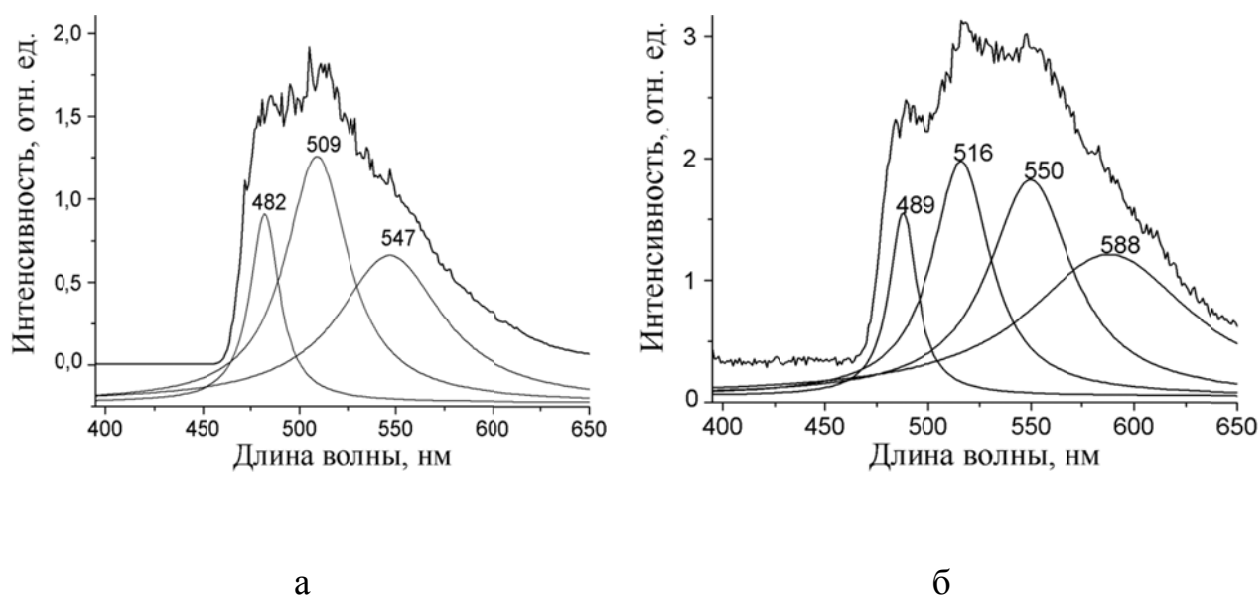 Интенсивность, отн. ед.
2,0
1,5
1,0
0,5
0,0
482
509
547
400 450 500 550 600 650
Длина волны, нм
а
Интенсивность, отн. ед.
3
2
1
0
489
516
550
588
400 450 500 550 600 650
Длина волны, нм
б